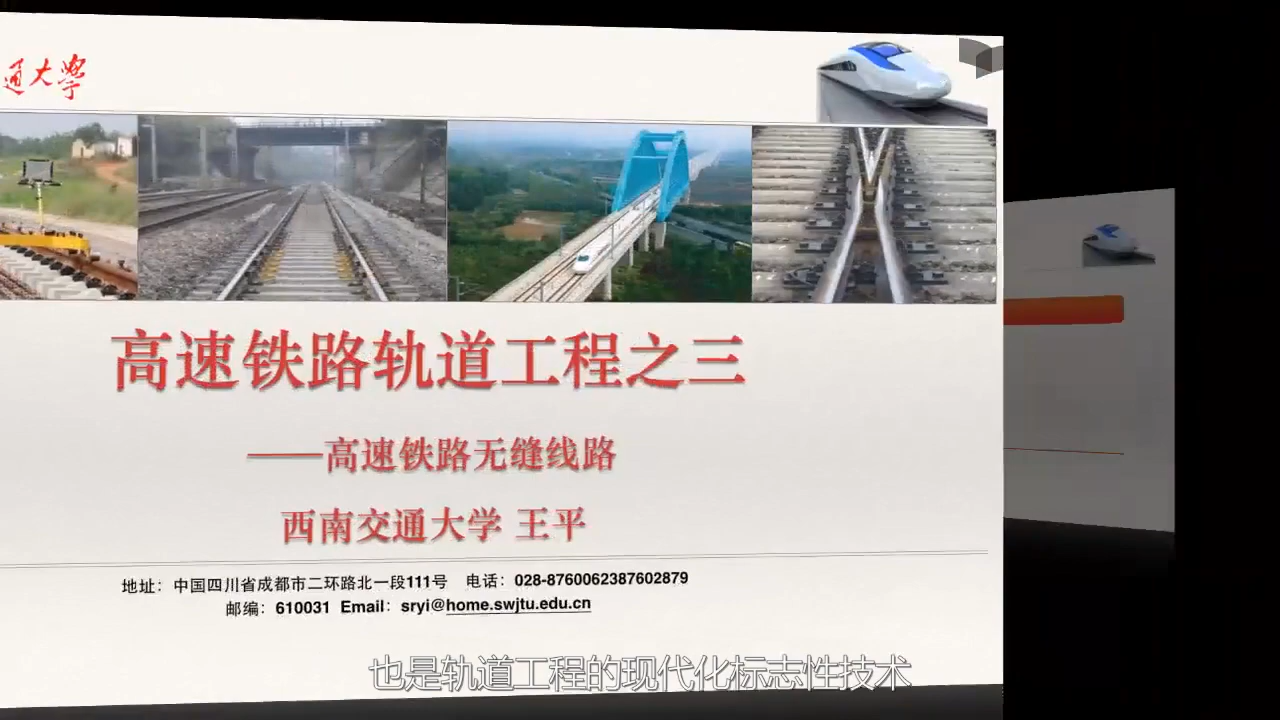 通大學
高速铁路轨道工程之三
——高速铁路无缝线路
西南交通大学 王平
地址：中国四川省成都市二环路北一段111号 电话：028-8760062387602879
邮编：610031 Email：sryi@home.swjtu.edu.cn
也是轨道工程的现代化标志性技术